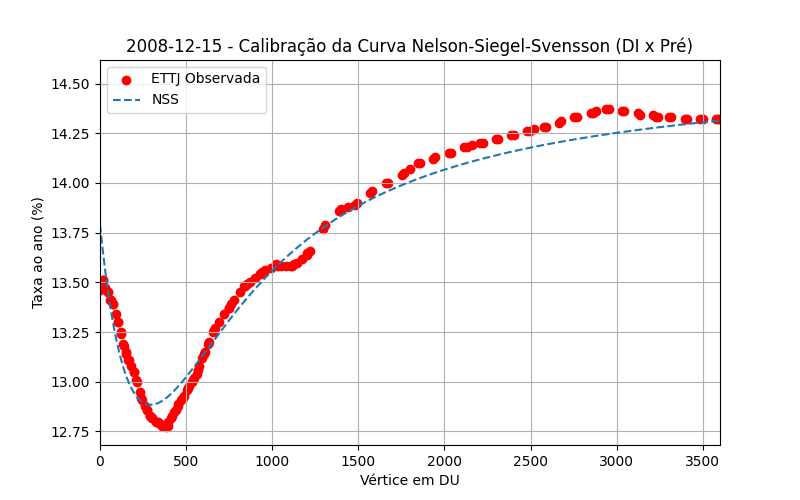 2008-12-15 - Calibração da Curva Nelson-Siegel-Svensson (DI x Pré)
ETTJ Observada
NSS
Taxa ao ano (%)
14.50
14.25
14.00
13.75
13.50
13.25
13.00
12.75
0 500 1000 1500 2000 2500 3000 3500
Vértice em DU